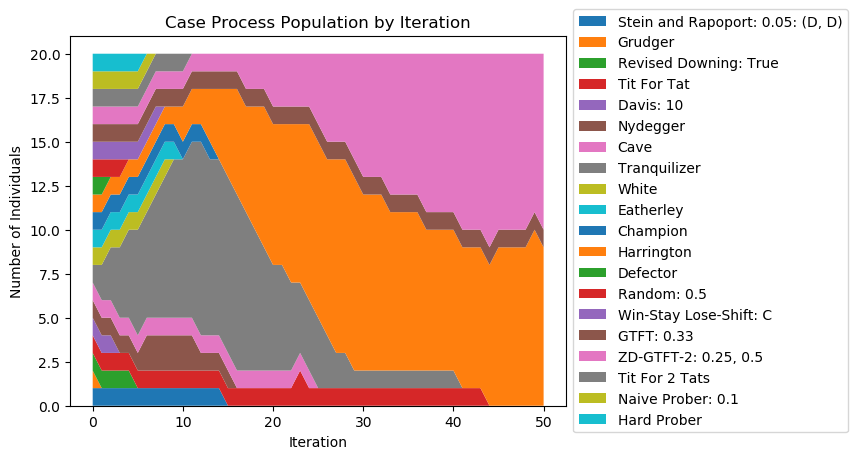 Case Process Population by Iteration
20.0
17.5
15.0
12.5
10.0
7.5
5.0
2.5
0.0
Number of Individuals
0
10
20
30
40
50
Iteration
Stein and Rapoport: 0.05: (D, D)
Grudger
Revised Downing: True
Tit For Tat
Davis: 10
Nydegger
Cave
Tranquilizer
White
Eatherley
Champion
Harrington
Defector
Random: 0.5
Win-Stay Lose-Shift: C
GTFT: 0.33
ZD-GTFT-2: 0.25, 0.5
Tit For 2 Tats
Naive Prober: 0.1
Hard Prober